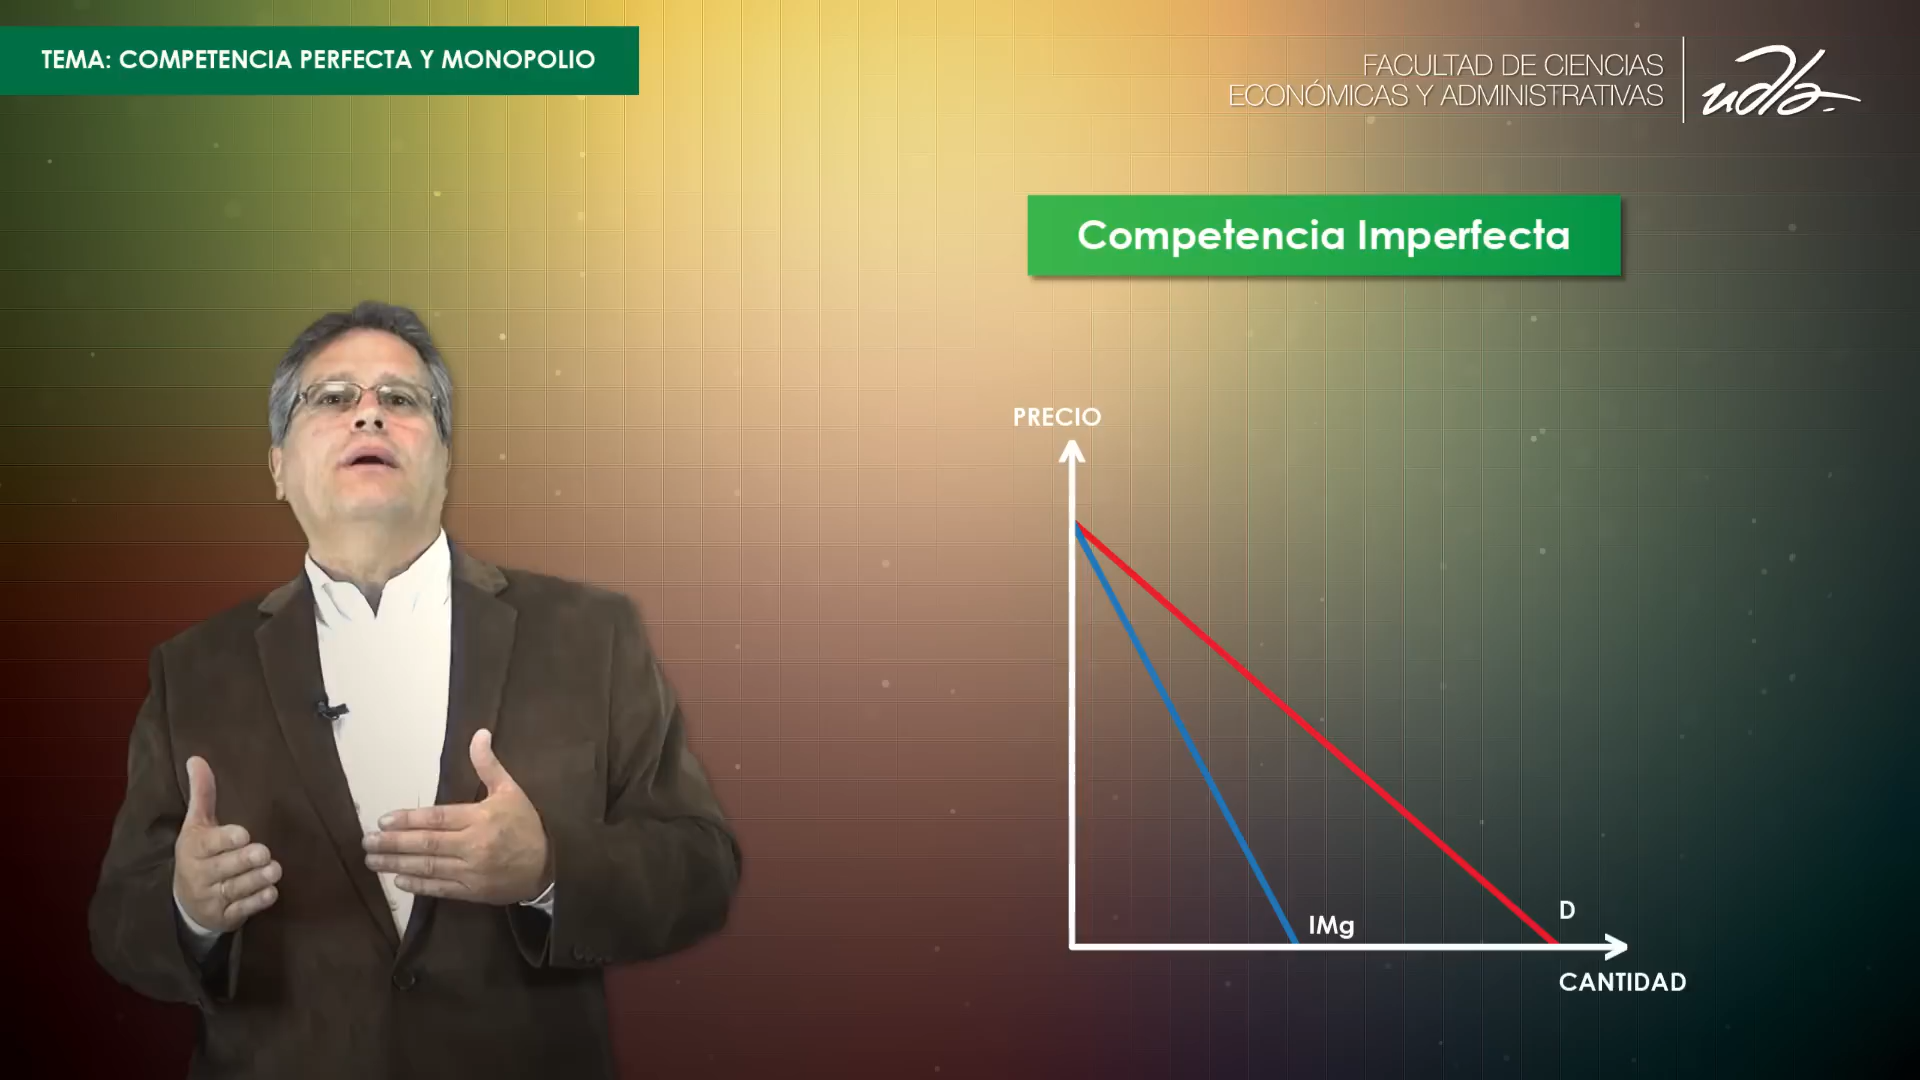 TEMA: COMPETENCIA PERFECTA Y MONOPOLIO
FACULTAD DE CIENCIAS
ECONÓMICAS Y ADMINISTRATIVAS
udla.
Competencia Imperfecta
PRECIO
D
IMg
CANTIDAD